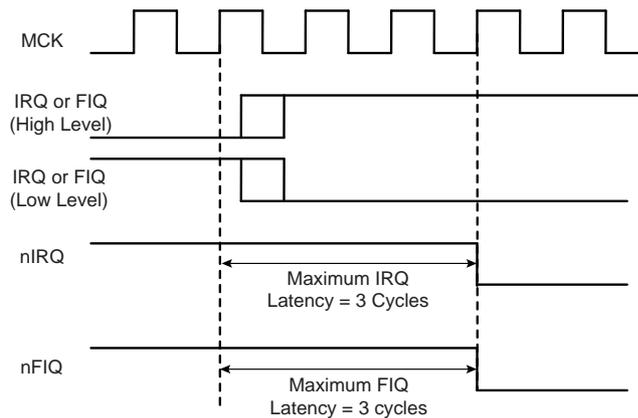 MCK
IRQ or FIQ
(High Level)
IRQ or FIQ
(Low Level)
nIRQ
Maximum IRQ
Latency = 3 Cycles
nFIQ
Maximum FIQ
Latency = 3 cycles